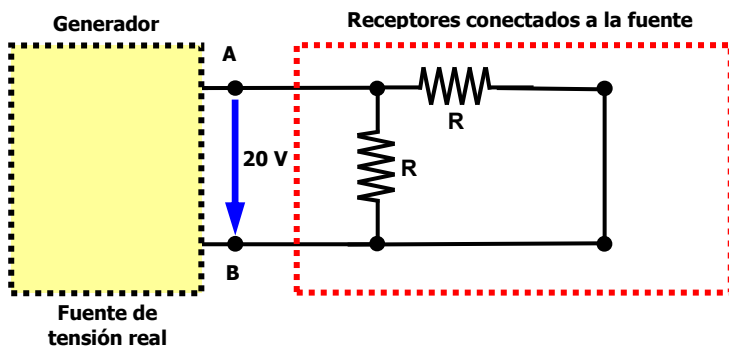 Generador
Receptores conectados a la fuente
A
R
20 V
R
B
Fuente de
tensión real